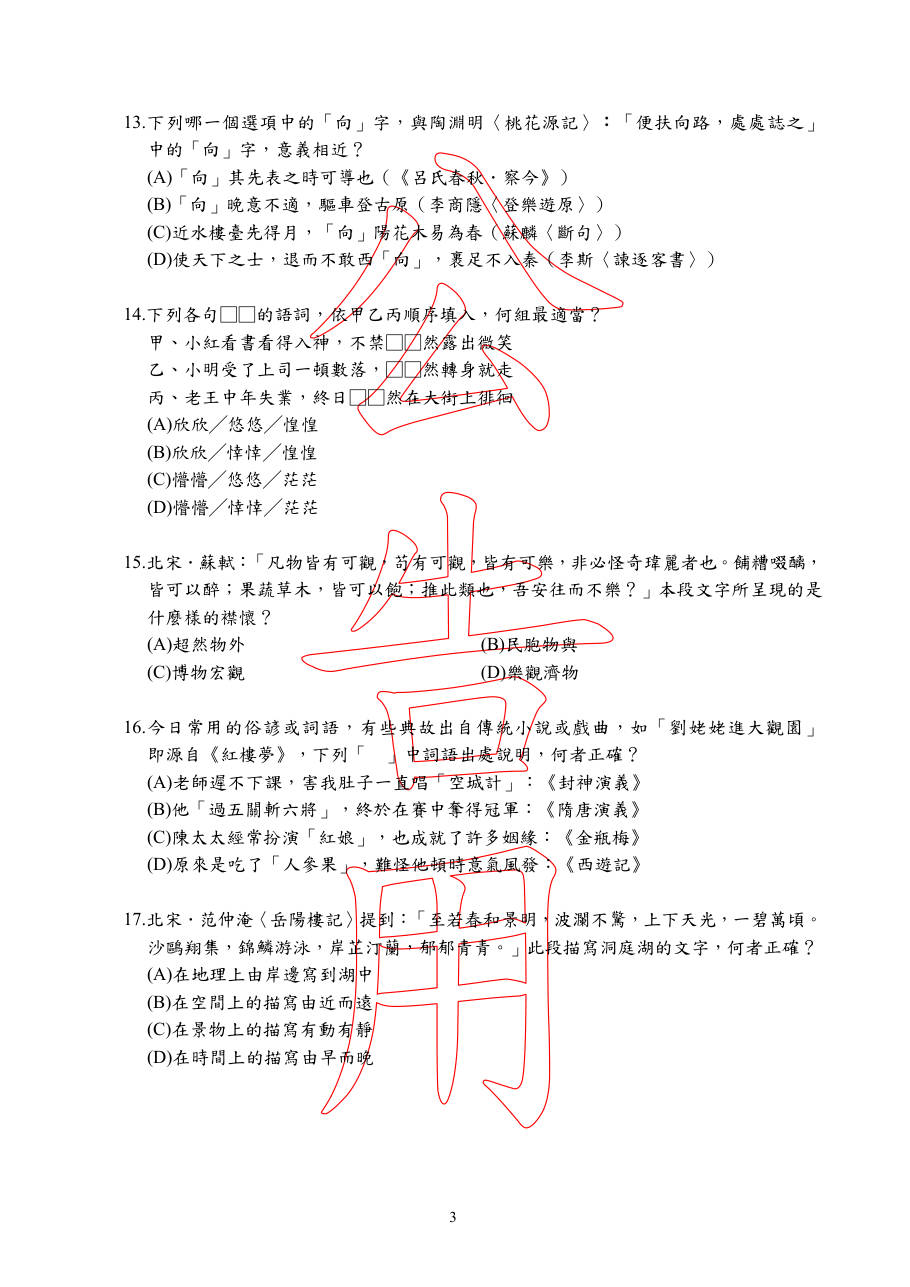 13.下列哪一個選項中的「向」字，與陶淵明〈桃花源記〉：「便扶向路，處處誌之」
中的「向」字，意義相近？
(A)「向」其先表之時可導也（《呂氏春秋．察今》）
(B)「向」晚意不適，驅車登古原（李商隱〈登樂遊原〉）
(C)近水樓臺先得月，「向」陽花木易為春（蘇麟〈斷句〉）
(D)使天下之士，退而不敢西「向」，裹足不入秦（李斯〈諫逐客書〉）
14.下列各句□□的語詞，依甲乙丙順序填入，何組最適當？
甲、小紅看書看得入神，不禁□□然露出微笑
乙、小明受了上司一頓數落，□□然轉身就走
丙、老王中年失業，終日□□然在大街上徘徊
(A)欣欣╱悠悠╱惶惶
(B)欣欣╱悻悻╱惶惶
(C)懵懵╱悠悠╱茫茫
(D)懵懵╱悻悻╱茫茫
15.北宋．蘇軾：「凡物皆有可觀，苟有可觀，皆有可樂，非必怪奇瑋麗者也。餔糟啜醨，
皆可以醉；果蔬草木，皆可以飽；推此類也，吾安往而不樂？」本段文字所呈現的是
什麼樣的襟懷？
(A)超然物外 (B)民胞物與
(C)博物宏觀 (D)樂觀濟物
16.今日常用的俗諺或詞語，有些典故出自傳統小說或戲曲，如「劉姥姥進大觀園」
即源自《紅樓夢》，下列「　」中詞語出處說明，何者正確？
(A)老師遲不下課，害我肚子一直唱「空城計」：《封神演義》
(B)他「過五關斬六將」，終於在賽中奪得冠軍：《隋唐演義》
(C)陳太太經常扮演「紅娘」，也成就了許多姻緣：《金瓶梅》
(D)原來是吃了「人參果」，難怪他頓時意氣風發：《西遊記》
17.北宋．范仲淹〈岳陽樓記〉提到：「至若春和景明，波瀾不驚，上下天光，一碧萬頃。
沙鷗翔集，錦鱗游泳，岸芷汀蘭，郁郁青青。」此段描寫洞庭湖的文字，何者正確？
(A)在地理上由岸邊寫到湖中
(B)在空間上的描寫由近而遠
(C)在景物上的描寫有動有靜
(D)在時間上的描寫由早而晚
公
告
用
3